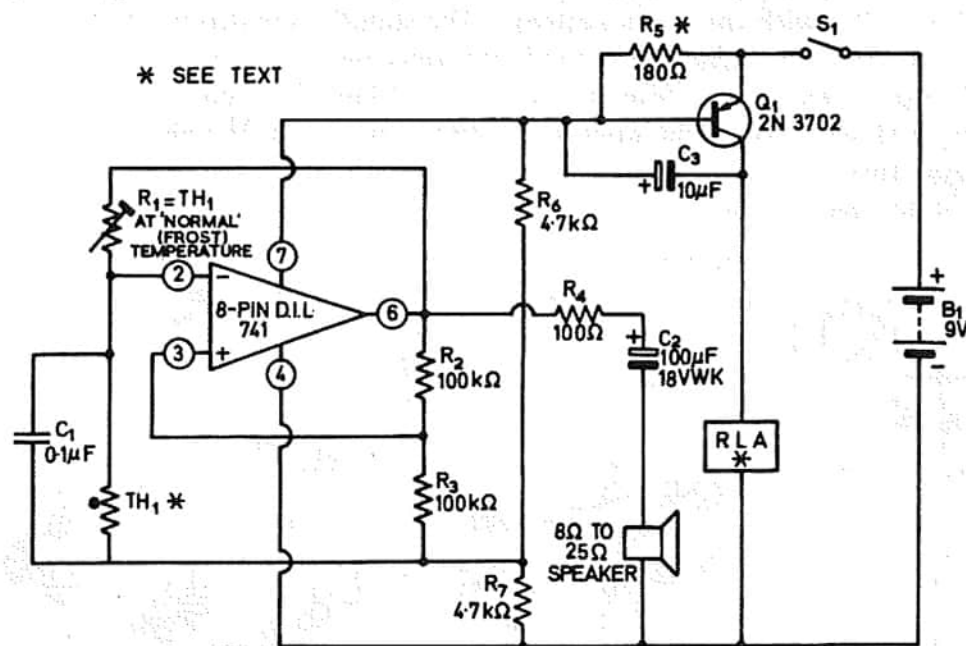 R5 *
180Ω
S1
* SEE TEXT
Q1
2N 3702
C3
+
10µF
R1=TH1
AT 'NORMAL'
(FROST)
TEMPERATURE
R6
4·7kΩ
7
2
-
8-PIN D.I.L.
741
6
3
+
4
R4
100Ω
+
B1
9V
-
R2
100kΩ
+
C2
100µF
18VWK
C1
0·1µF
R3
100kΩ
RLA
*
TH1 *
8Ω TO
25Ω
SPEAKER
R7
4·7kΩ